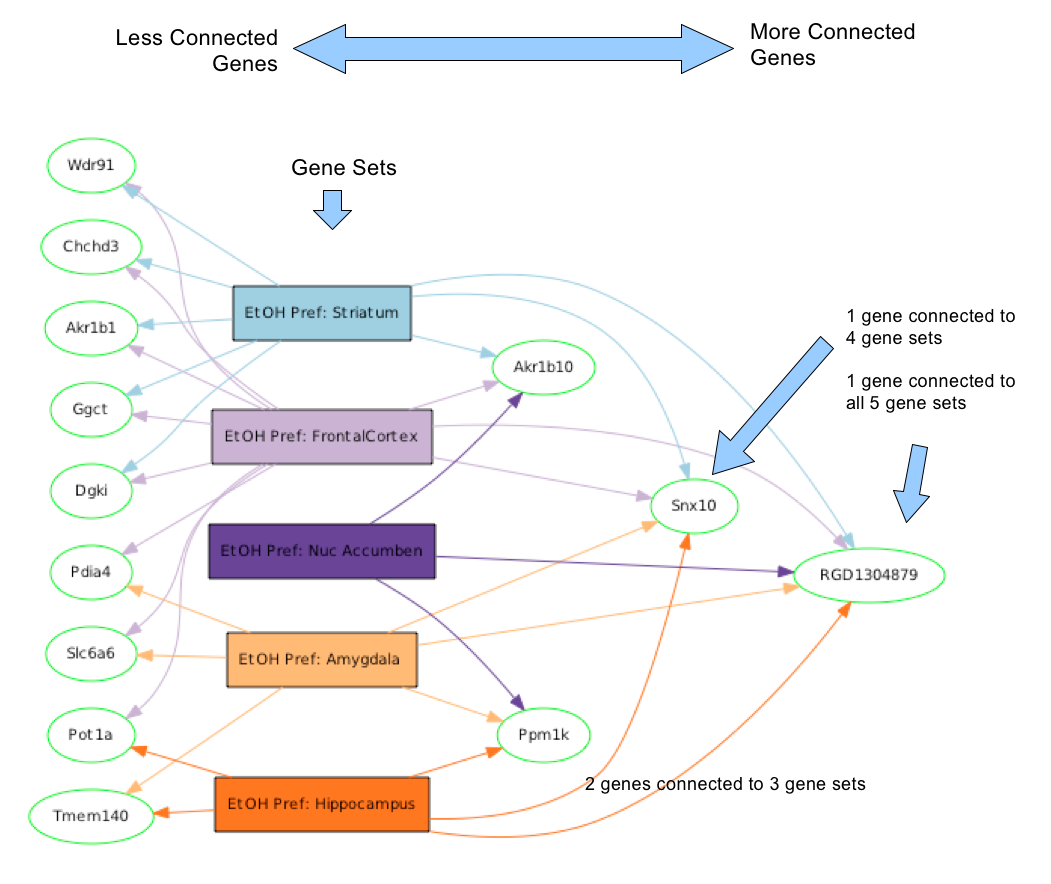 Less Connected
Genes
More Connected
Genes
Gene Sets
Wdr91
Chchd3
Akr1b1
Ggct
Dgki
Pdia4
Slc6a6
Pot1a
Tmem140
EtOH Pref: Striatum
EtOH Pref: FrontalCortex
EtOH Pref: Nuc Accumben
EtOH Pref: Amygdala
EtOH Pref: Hippocampus
Akr1b10
Ppm1k
Snx10
RGD1304879
1 gene connected to
4 gene sets
1 gene connected to
all 5 gene sets
2 genes connected to 3 gene sets